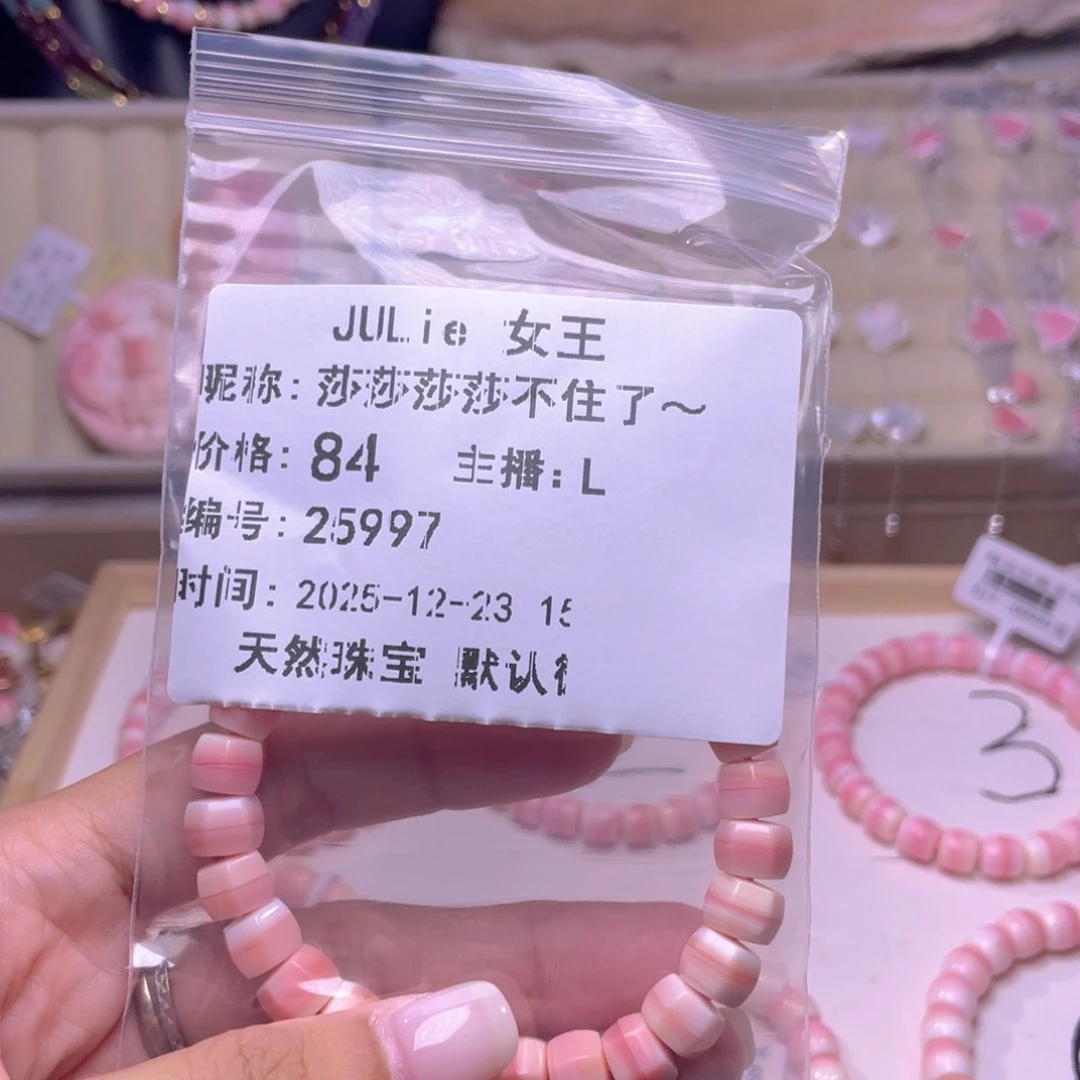 JULie 女王
昵称: 莎莎莎莎不住了～
价格: 84 主播: L
编号: 25997
时间: 2025-12-23 15
天然珠宝 默认
3